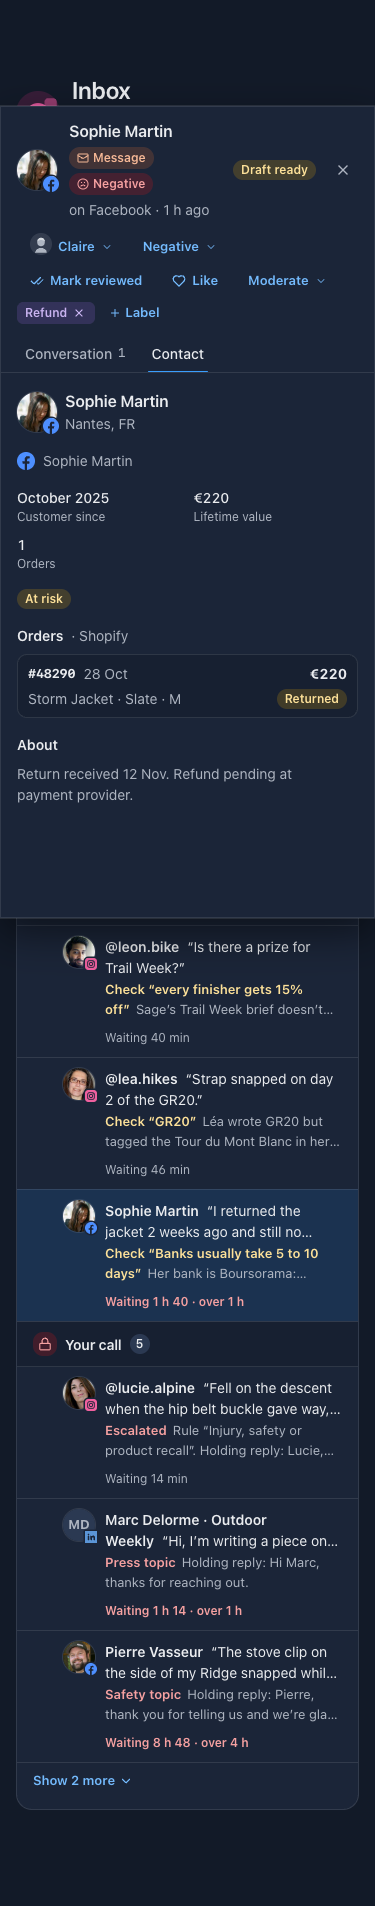 Inbox
Sophie Martin
Message
Draft ready
Negative
on Facebook · 1 h ago
Claire
Negative
Mark reviewed
Like
Moderate
Refund
Label
Conversation 1
Contact
Sophie Martin
Nantes, FR
Sophie Martin
October 2025
€220
Customer since
Lifetime value
1
Orders
At risk
Orders · Shopify
#48290 28 Oct
€220
Storm Jacket · Slate · M
Returned
About
Return received 12 Nov. Refund pending at
payment provider.
@leon.bike “Is there a prize for
Trail Week?”
Check “every finisher gets 15%
off” Sage’s Trail Week brief doesn’t…
Waiting 40 min
@lea.hikes “Strap snapped on day
2 of the GR20.”
Check “GR20” Léa wrote GR20 but
tagged the Tour du Mont Blanc in her…
Waiting 46 min
Sophie Martin “I returned the
jacket 2 weeks ago and still no…
Check “Banks usually take 5 to 10
days” Her bank is Boursorama:…
Waiting 1 h 40 · over 1 h
Your call 5
@lucie.alpine “Fell on the descent
when the hip belt buckle gave way,…
Escalated Rule “Injury, safety or
product recall”. Holding reply: Lucie,…
Waiting 14 min
MD
Marc Delorme · Outdoor
Weekly “Hi, I’m writing a piece on…
Press topic Holding reply: Hi Marc,
thanks for reaching out.
Waiting 1 h 14 · over 1 h
Pierre Vasseur “The stove clip on
the side of my Ridge snapped whil…
Safety topic Holding reply: Pierre,
thank you for telling us and we’re gla…
Waiting 8 h 48 · over 4 h
Show 2 more